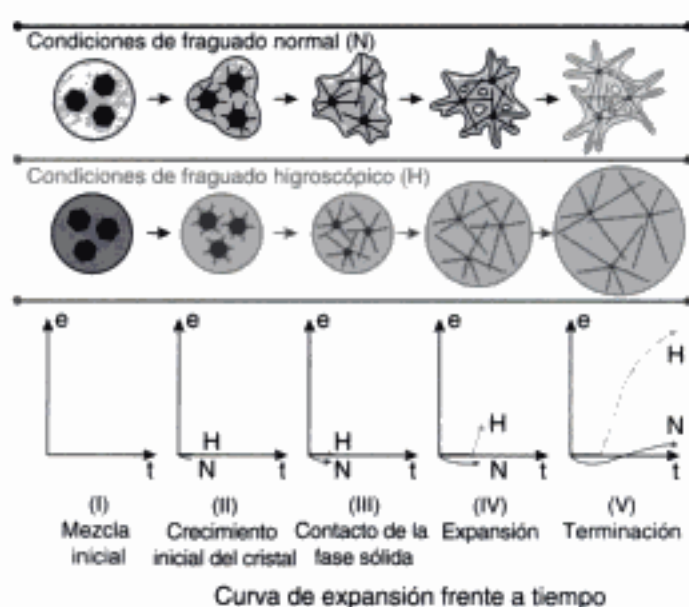 Condiciones de fraguado normal (N)
Condiciones de fraguado higroscópico (H)
e
t
e
H
N
t
e
H
N
t
e
H
N
t
e
H
N
t
(I)
Mezcla
inicial
(II)
Crecimiento
inicial del cristal
(III)
Contacto de la
fase sólida
(IV)
Expansión
(V)
Terminación
Curva de expansión frente a tiempo